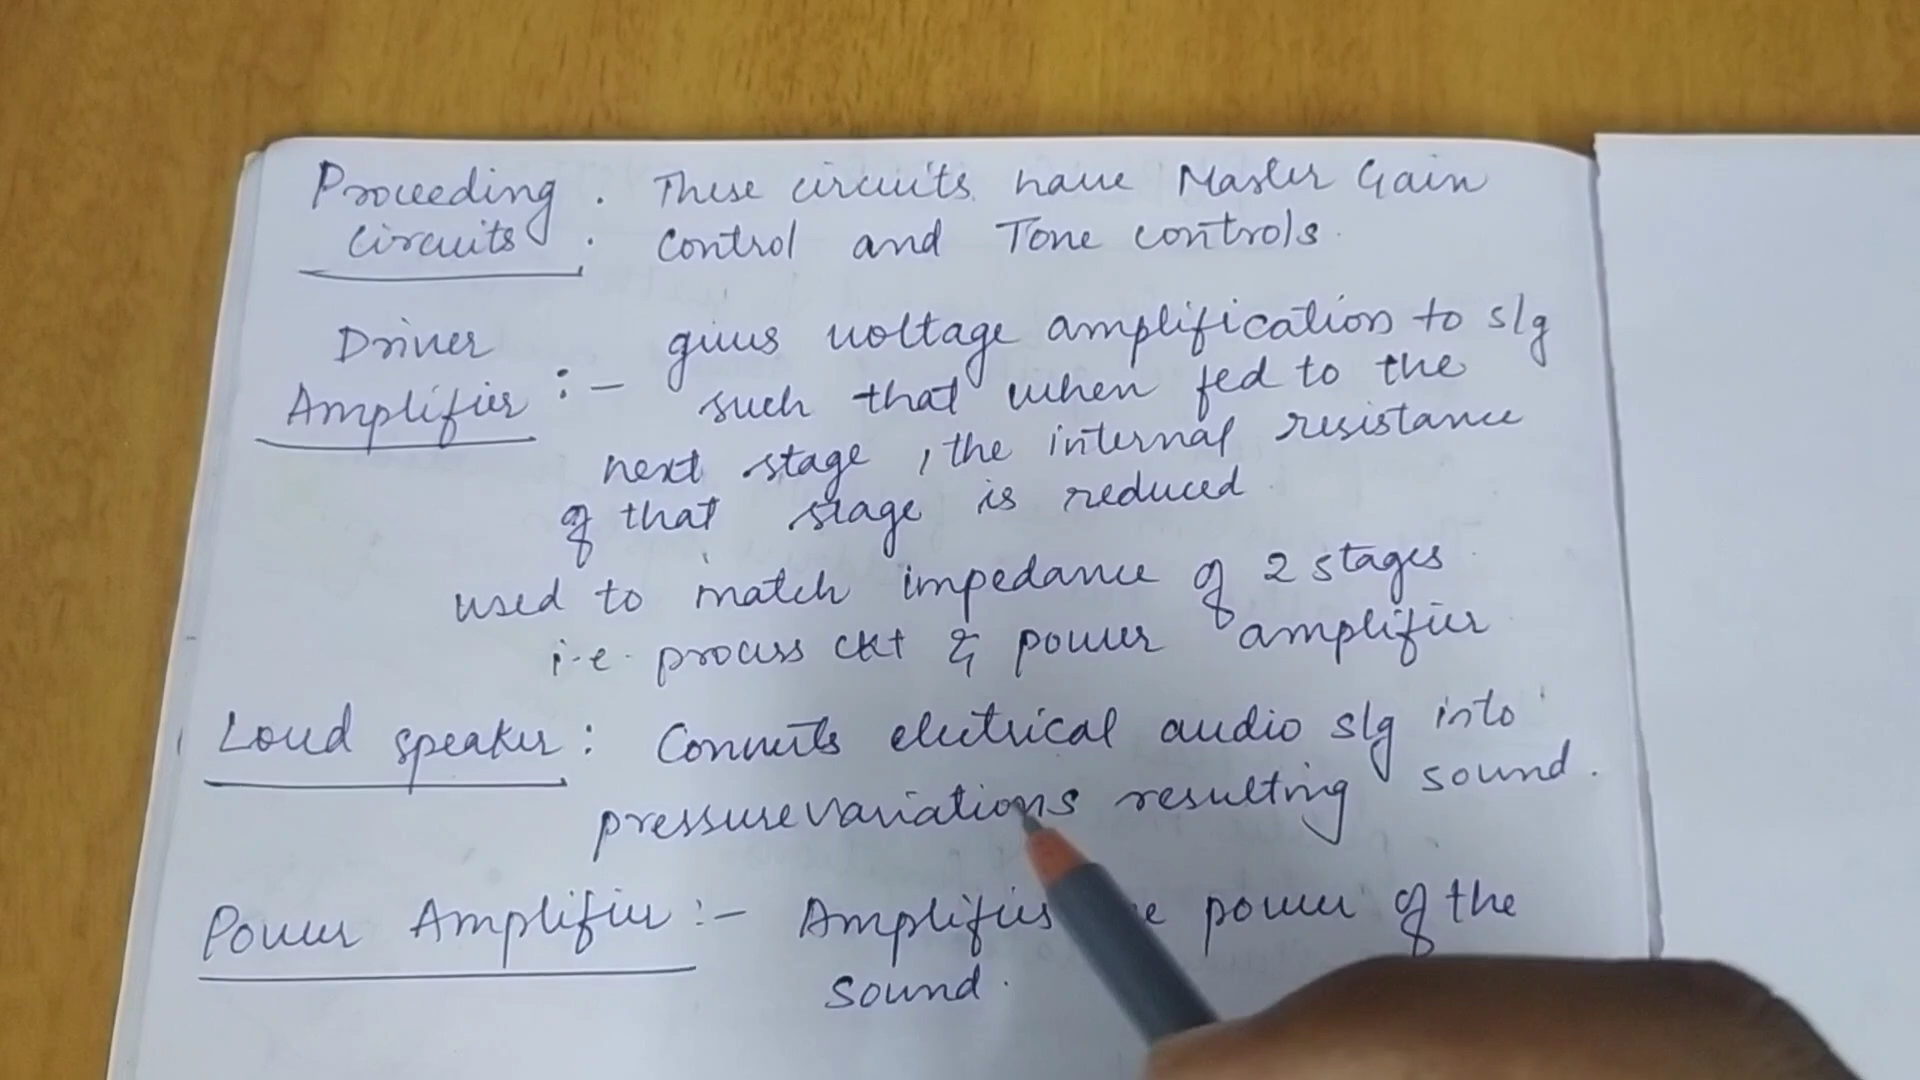 Proceeding : These circuits have Master Gain
Circuits Control and Tone controls.
Driver gives voltage amplification to s/g
Amplifier :- such that when fed to the
next stage, the internal resistance
of that stage is reduced.
used to match impedance of 2 stages
i.e. process ckt & power amplifier
Loud speaker : Converts electrical audio s/g into
pressure variations resulting sound.
Power Amplifier :- Amplifies power of the
sound.